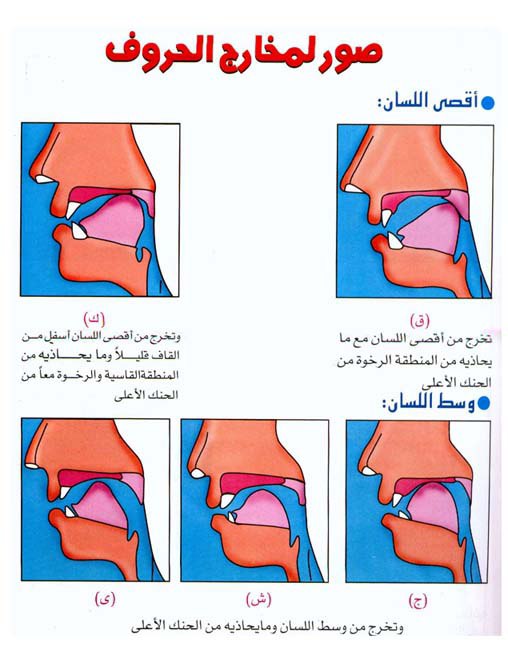 صور لمخارج الحروف
أقصى اللسان:
(ق)
تخرج من أقصى اللسان مع ما
يحاذيه من المنطقة الرخوة من
الحنك الأعلى
(ك)
وتخرج من أقصى اللسان أسفل من
القاف قليلاً وما يحاذيه من
المنطقة القاسية والرخوة معاً من
الحنك الأعلى
وسط اللسان:
(ج)
(ش)
(ى)
وتخرج من وسط اللسان ومايحاذيه من الحنك الأعلى